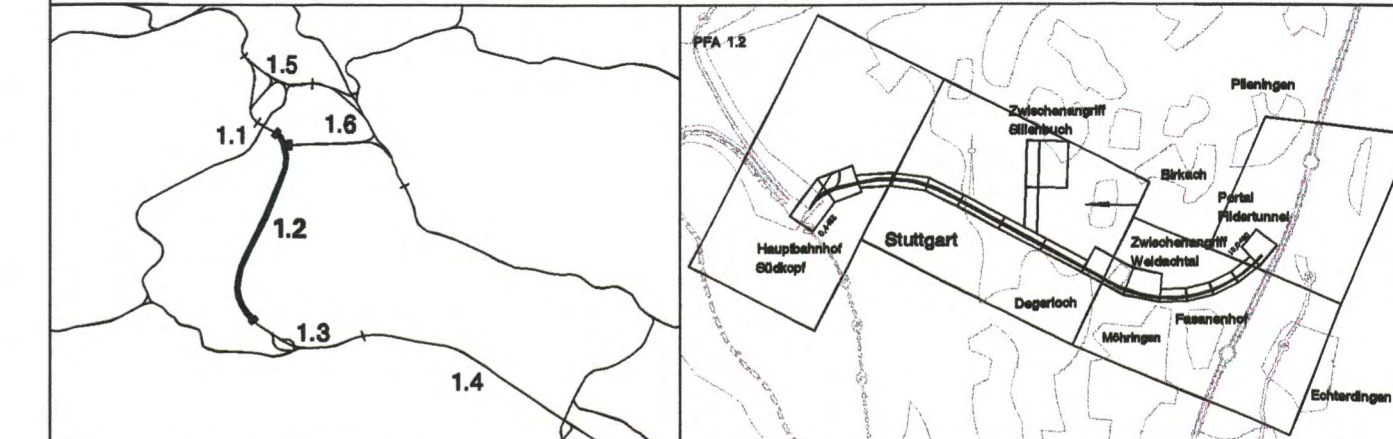 1.5
1.1
1.6
1.2
1.3
1.4
PFA 1.2
Plieningen
Zwischenangriff
Sillenbuch
Birkach
Portal
Fildertunnel
Hauptbahnhof
Südkopf
Stuttgart
Zwischenangriff
Weidachtal
Degerloch
Fasanenhof
Möhringen
Echterdingen